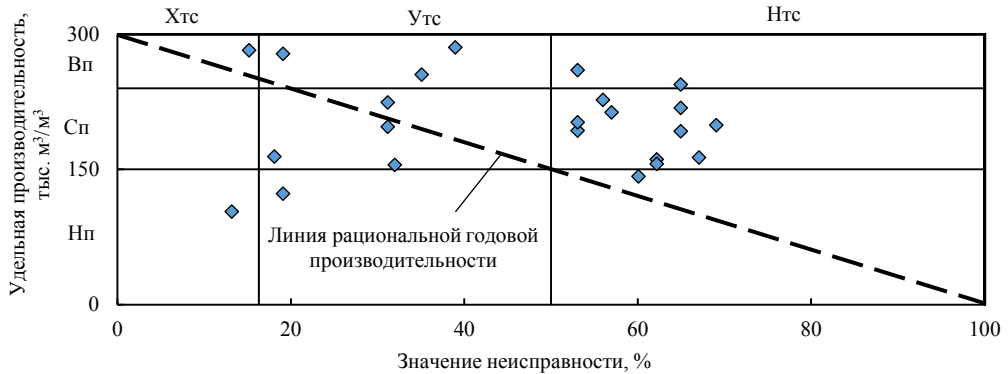 Хтс
Утс
Нтс
Удельная производительность,
тыс. м³/м³
300
Вп
Сп
150
Нп
0
Линия рациональной годовой
производительности
0
20
40
60
80
100
Значение неисправности, %